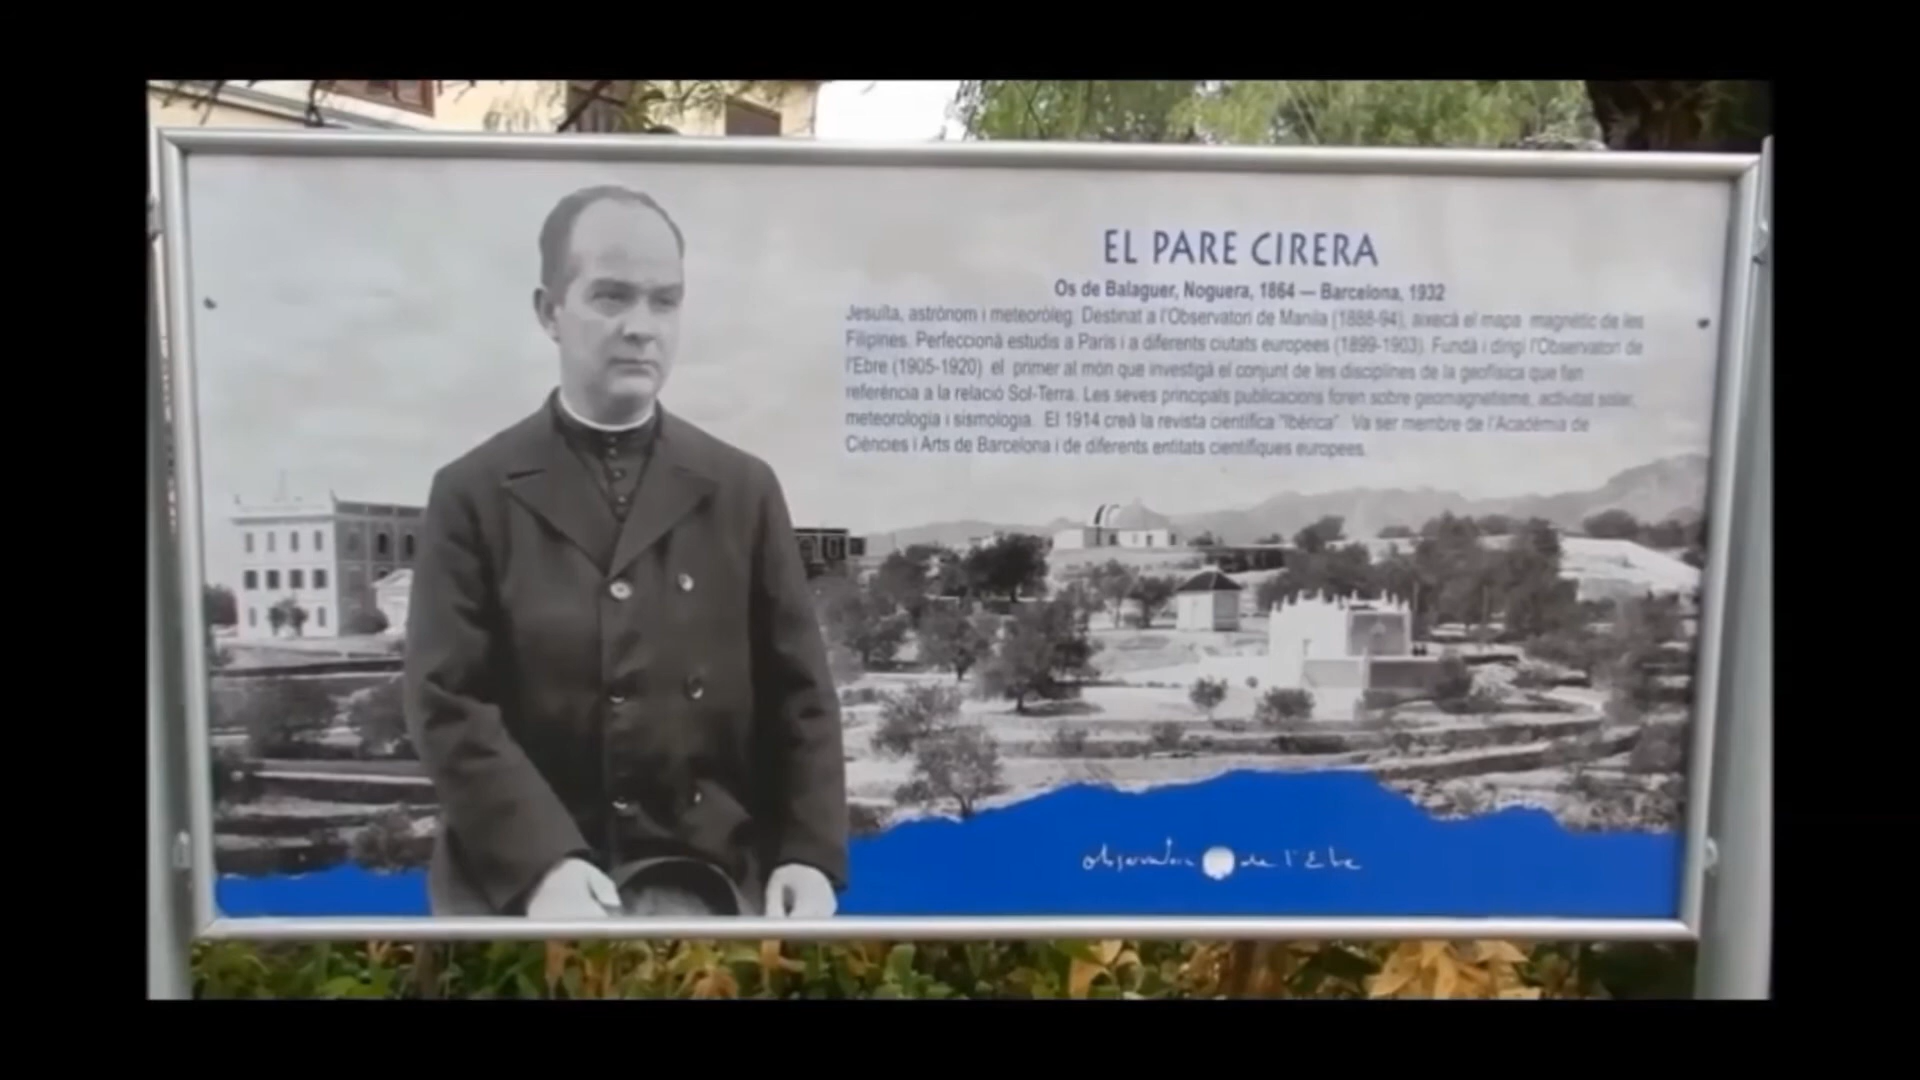 EL PARE CIRERA
Os de Balaguer, Noguera, 1864 — Barcelona, 1932
Jesuïta, astrònom i meteoròleg. Destinat a l'Observatori de Manila (1888-94), aixecà el mapa magnètic de les
Filipines. Perfeccionà estudis a París i a diferents ciutats europees (1899-1903). Fundà i dirigí l'Observatori de
l'Ebre (1905-1920) el primer al món que investigà el conjunt de les disciplines de la geofísica que fan
referència a la relació Sol-Terra. Les seves principals publicacions foren sobre geomagnetisme, activitat solar,
meteorologia i sismologia. El 1914 creà la revista científica "Ibérica". Va ser membre de l'Acadèmia de
Ciències i Arts de Barcelona i de diferents entitats científiques europees.
observatori de l'Ebre